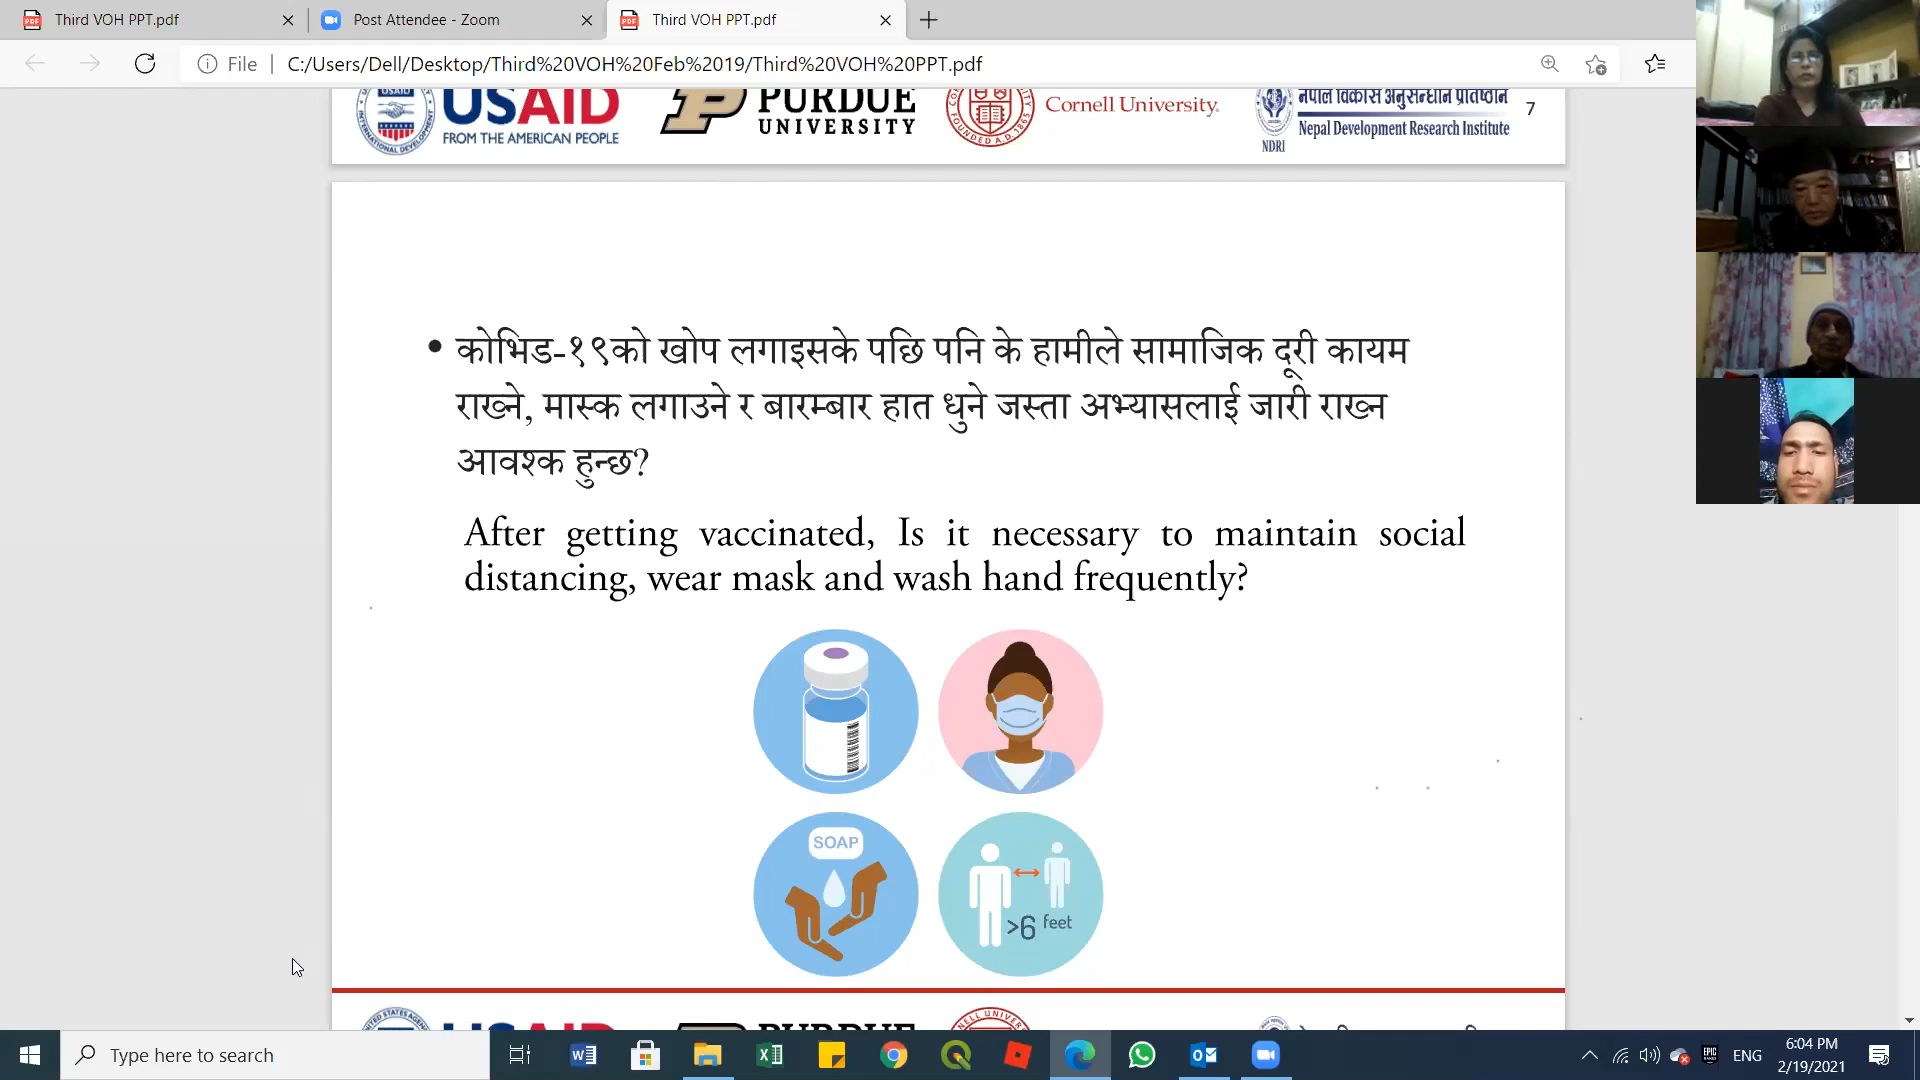 Third VOH PPT.pdf
Post Attendee - Zoom
Third VOH PPT.pdf
File
C:/Users/Dell/Desktop/Third%20VOH%20Feb%2019/Third%20VOH%20PPT.pdf
USAID
FROM THE AMERICAN PEOPLE
PURDUE
UNIVERSITY
Cornell University
नेपाल विकास अनुसन्धान प्रतिष्ठान
Nepal Development Research Institute
NDRI
7
• कोभिड-१९को खोप लगाइसके पछि पनि के हामीले सामाजिक दूरी कायम
राख्ने, मास्क लगाउने र बारम्बार हात धुने जस्ता अभ्यासलाई जारी राख्न
आवश्क हुन्छ?
After getting vaccinated, Is it necessary to maintain social
distancing, wear mask and wash hand frequently?
SOAP
>6 feet
USAID
PURDUE
Type here to search
ENG
6:04 PM
2/19/2021